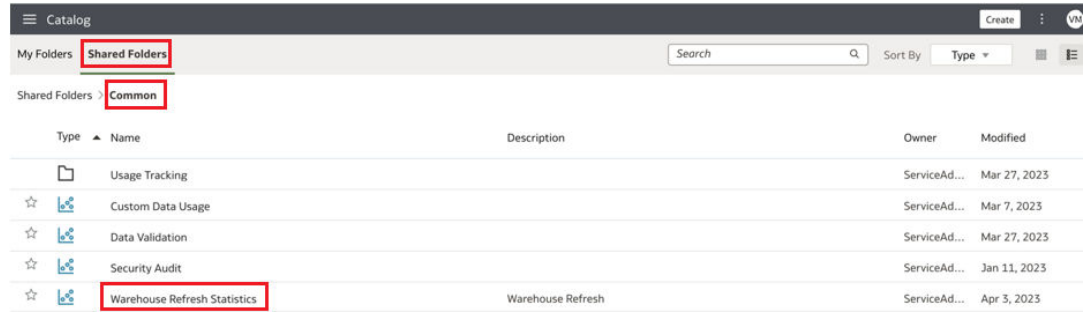 Catalog Create VM
My Folders Shared Folders Search Sort By Type
Shared Folders > Common
Type Name Description Owner Modified
Usage Tracking ServiceAd... Mar 27, 2023
Custom Data Usage ServiceAd... Mar 7, 2023
Data Validation ServiceAd... Mar 27, 2023
Security Audit ServiceAd... Jan 11, 2023
Warehouse Refresh Statistics Warehouse Refresh ServiceAd... Apr 3, 2023